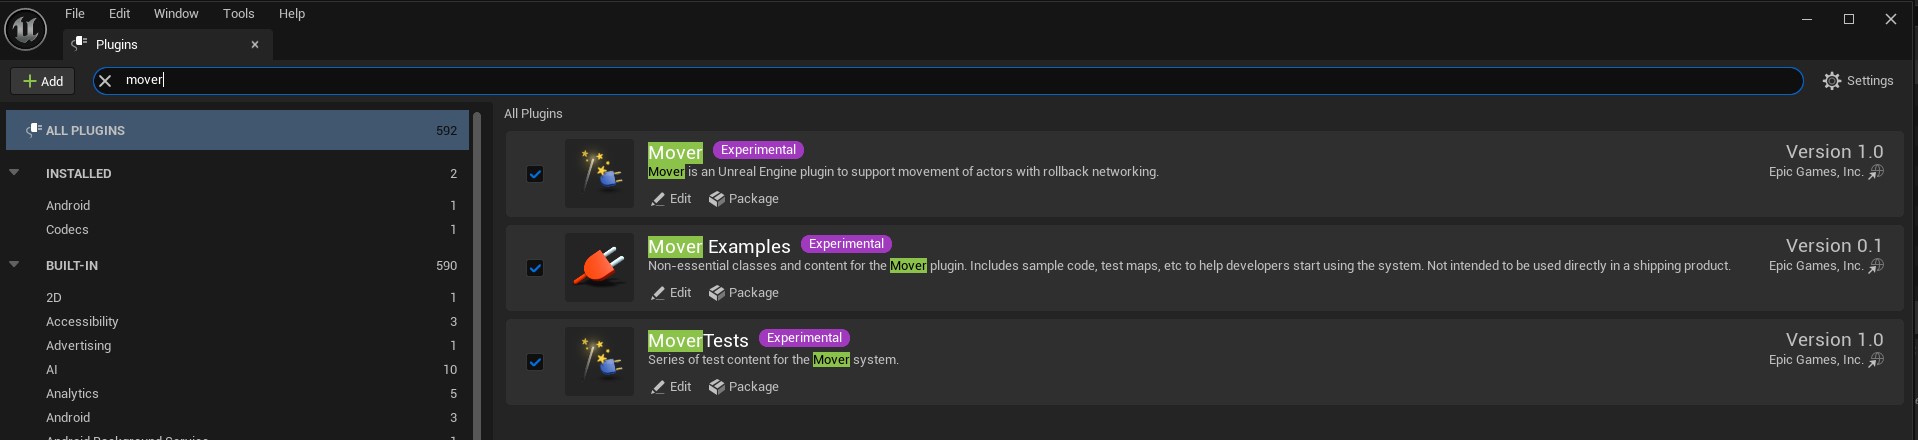 File Edit Window Tools Help
Plugins
Add mover Settings
ALL PLUGINS 592
INSTALLED 2
Android 1
Codecs 1
BUILT-IN 590
2D 1
Accessibility 3
Advertising 1
AI 10
Analytics 5
Android 3
All Plugins
Mover Experimental Version 1.0
Mover is an Unreal Engine plugin to support movement of actors with rollback networking. Epic Games, Inc.
Edit Package
Mover Examples Experimental Version 0.1
Non-essential classes and content for the Mover plugin. Includes sample code, test maps, etc to help developers start using the system. Not intended to be used directly in a shipping product. Epic Games, Inc.
Edit Package
MoverTests Experimental Version 1.0
Series of test content for the Mover system. Epic Games, Inc.
Edit Package